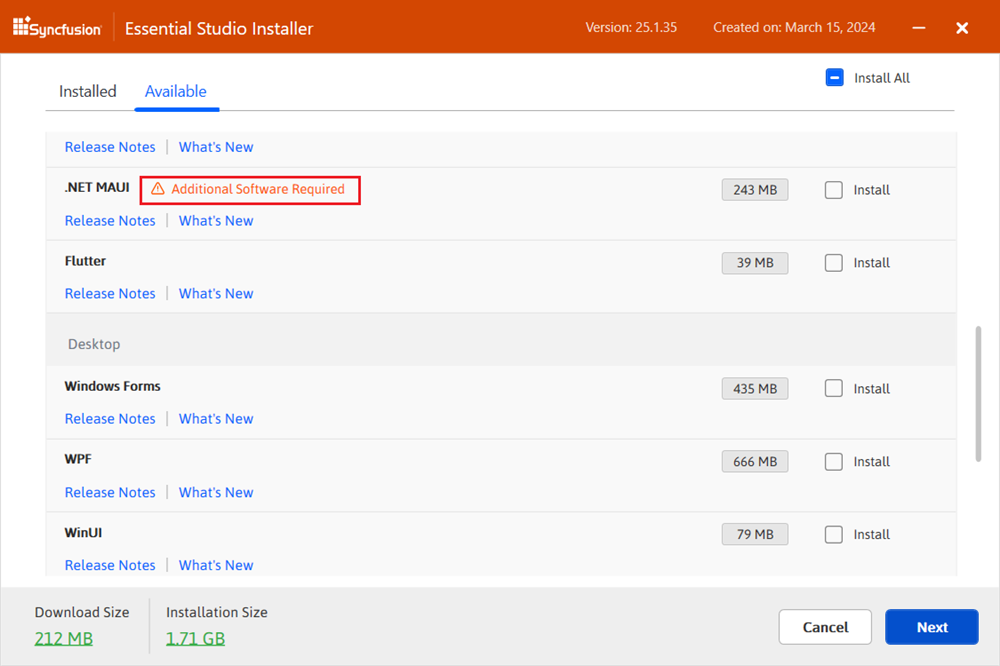 Syncfusion Essential Studio Installer Version: 25.1.35 Created on: March 15, 2024
Install All
Installed Available
Release Notes | What's New
.NET MAUI Additional Software Required 243 MB Install
Release Notes | What's New
Flutter 39 MB Install
Release Notes | What's New
Desktop
Windows Forms 435 MB Install
Release Notes | What's New
WPF 666 MB Install
Release Notes | What's New
WinUI 79 MB Install
Release Notes | What's New
Download Size Installation Size
212 MB 1.71 GB
Cancel Next